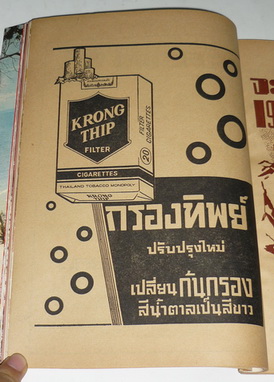 KRONG
THIP
FILTER
CIGARETTES
THAILAND TOBACCO MONOPOLY
KRONG
THIP
FILTER
CIGARETTES
20
กรองทิพย์
ปรับปรุงใหม่
เปลี่ยนก้นกรอง
สีน้ำตาลเป็นสีขาว